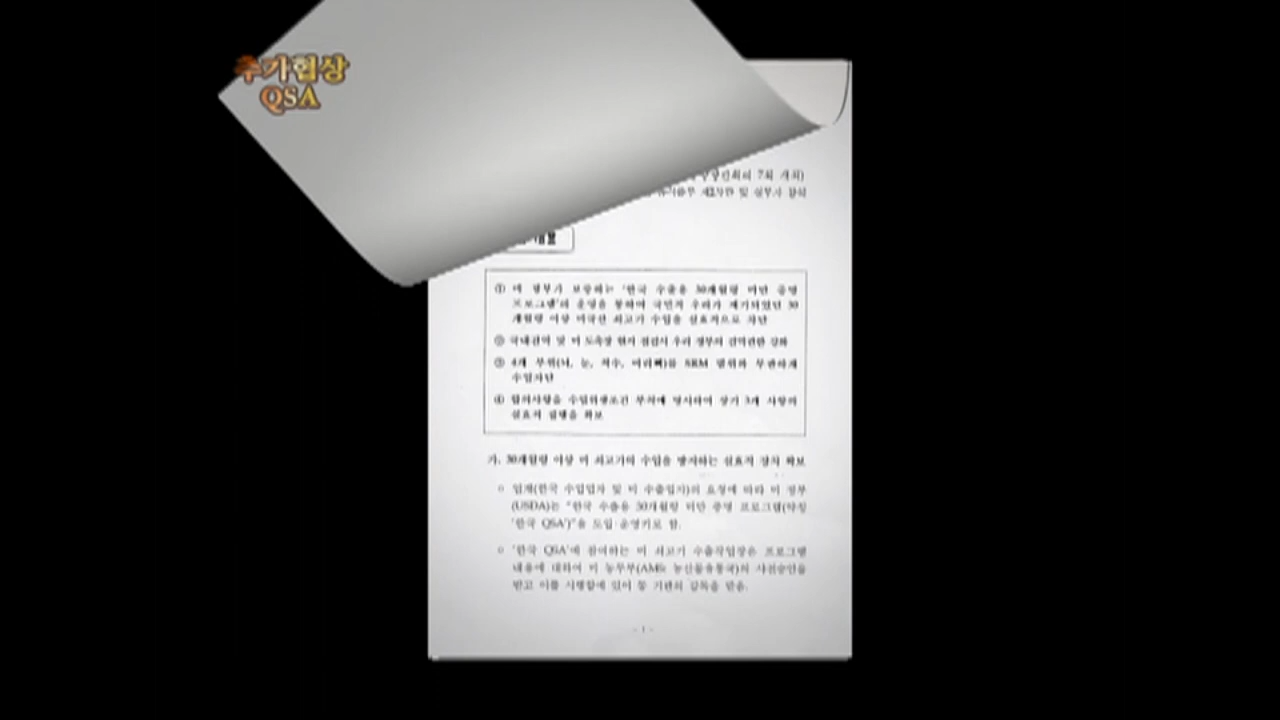 추가협상
QSA
7회 개최)
및 실무자 참석
① 미 정부가 보증하는 '한국 수출용 30개월령 미만 증명
프로그램'의 운영을 통하여 국민적 우려가 제기되었던 30
개월령 이상 미국산 쇠고기 수입을 실효적으로 차단
② 국내검역 및 미 도축장 현지 점검시 우리 정부의 검역권한 강화
③ 4개 부위(뇌, 눈, 척수, 머리뼈)를 SRM 범위와 무관하게
수입차단
④ 합의사항을 수입위생조건 부칙에 명시하여 상기 3개 사항의
실효적 집행을 확보
가. 30개월령 이상 미 쇠고기의 수입을 방지하는 실효적 장치 확보
○ 업계(한국 수입업자 및 미 수출업자)의 요청에 따라 미 정부
(USDA)는 "한국 수출용 30개월령 미만 증명 프로그램(약칭
'한국 QSA')"을 도입·운영키로 함.
○ '한국 QSA'에 참여하는 미 쇠고기 수출작업장은 프로그램
내용에 대하여 미 농무부(AMS: 농산물유통국)의 사전승인을
받고 이를 시행함에 있어 동 기관의 감독을 받음.
- 1 -